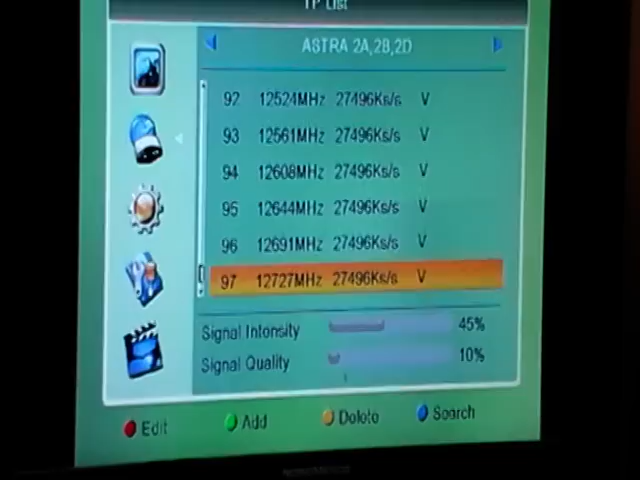 TP List
ASTRA 2A,2B,2D
92 12524MHz 27496Ks/s V
93 12561MHz 27496Ks/s V
94 12608MHz 27496Ks/s V
95 12644MHz 27496Ks/s V
96 12691MHz 27496Ks/s V
97 12727MHz 27496Ks/s V
Signal Intensity 45%
Signal Quality 10%
Edit Add Delete Search